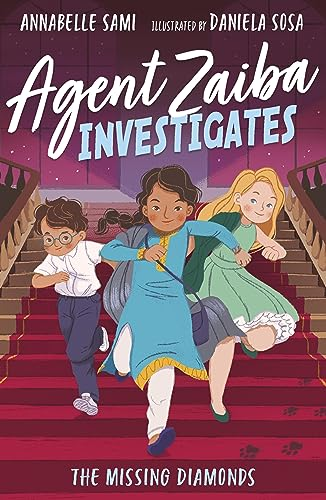 ANNABELLE SAMI ILLUSTRATED BY DANIELA SOSA
Agent Zaiba
INVESTIGATES
THE MISSING DIAMONDS